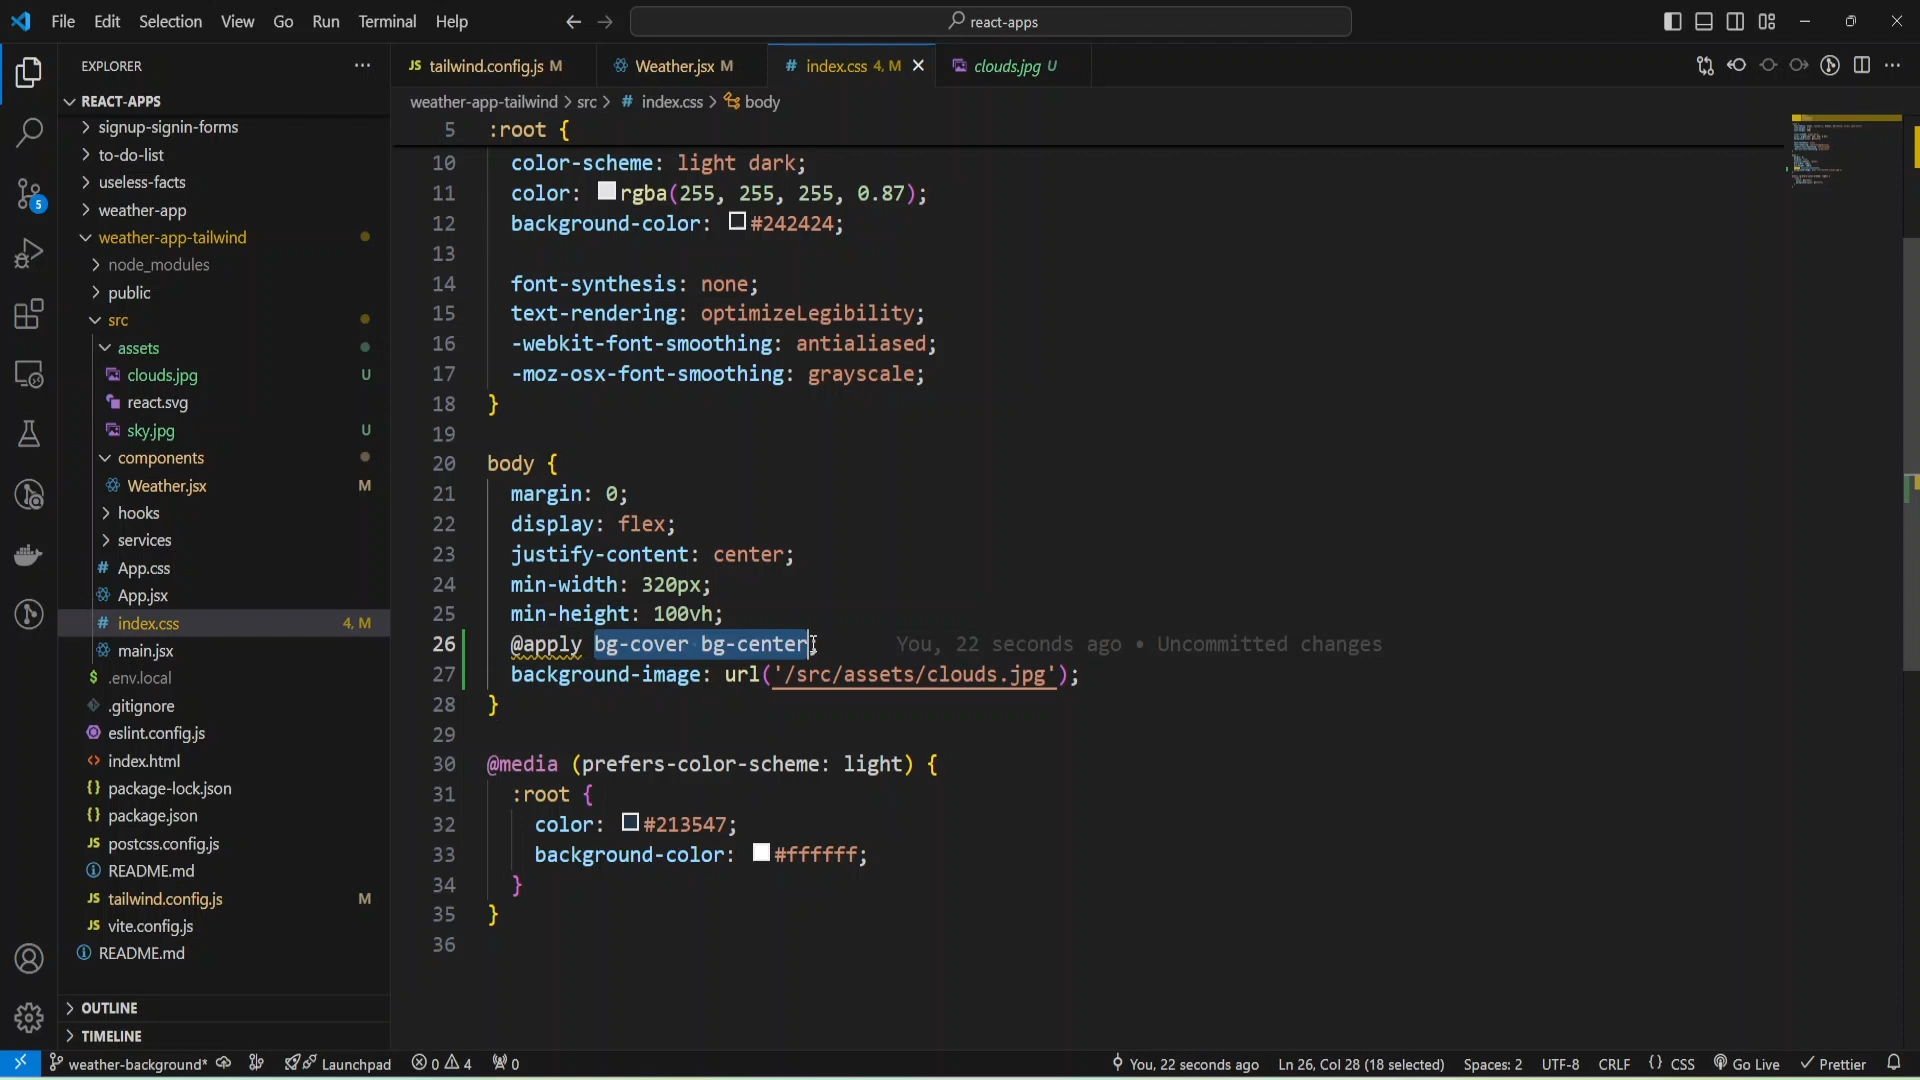 File Edit Selection View Go Run Terminal Help
react-apps
EXPLORER
REACT-APPS
signup-signin-forms
to-do-list
useless-facts
weather-app
weather-app-tailwind
node_modules
public
src
assets
clouds.jpg U
react.svg
sky.jpg U
components
Weather.jsx M
hooks
services
App.css
App.jsx
index.css 4, M
main.jsx
.env.local
.gitignore
eslint.config.js
index.html
package-lock.json
package.json
postcss.config.js
README.md
tailwind.config.js M
vite.config.js
README.md
OUTLINE
TIMELINE
5
JS tailwind.config.js M Weather.jsx M # index.css 4, M clouds.jpg U
weather-app-tailwind > src > # index.css > body
5 :root {
10 color-scheme: light dark;
11 color: rgba(255, 255, 255, 0.87);
12 background-color: #242424;
13
14 font-synthesis: none;
15 text-rendering: optimizeLegibility;
16 -webkit-font-smoothing: antialiased;
17 -moz-osx-font-smoothing: grayscale;
18 }
19
20 body {
21 margin: 0;
22 display: flex;
23 justify-content: center;
24 min-width: 320px;
25 min-height: 100vh;
26 @apply bg-cover bg-center; You, 22 seconds ago • Uncommitted changes
27 background-image: url('/src/assets/clouds.jpg');
28 }
29
30 @media (prefers-color-scheme: light) {
31 :root {
32 color: #213547;
33 background-color: #ffffff;
34 }
35 }
36
weather-background* Launchpad 0 4 0 You, 22 seconds ago Ln 26, Col 28 (18 selected) Spaces: 2 UTF-8 CRLF {} CSS Go Live Prettier